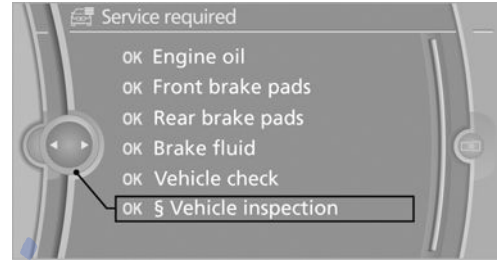 Service required
OK Engine oil
OK Front brake pads
OK Rear brake pads
OK Brake fluid
OK Vehicle check
OK § Vehicle inspection